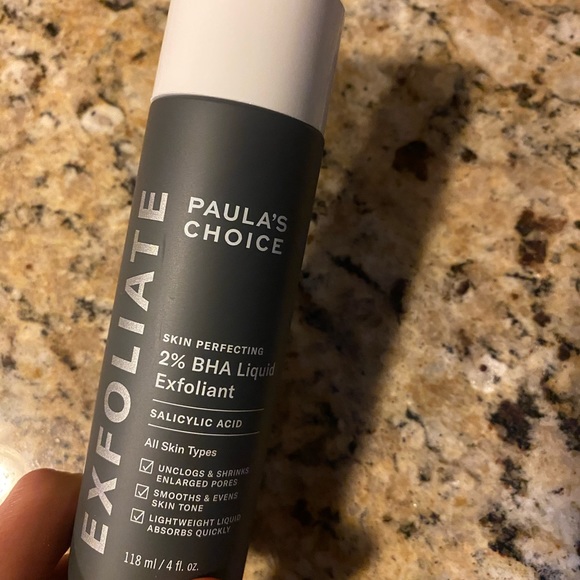 EXFOLIATE
PAULA'S
CHOICE
SKIN PERFECTING
2% BHA Liquid
Exfoliant
SALICYLIC ACID
All Skin Types
UNCLOGS & SHRINKS
ENLARGED PORES
SMOOTHS & EVENS
SKIN TONE
LIGHTWEIGHT LIQUID
ABSORBS QUICKLY
118 ml / 4 fl. oz.